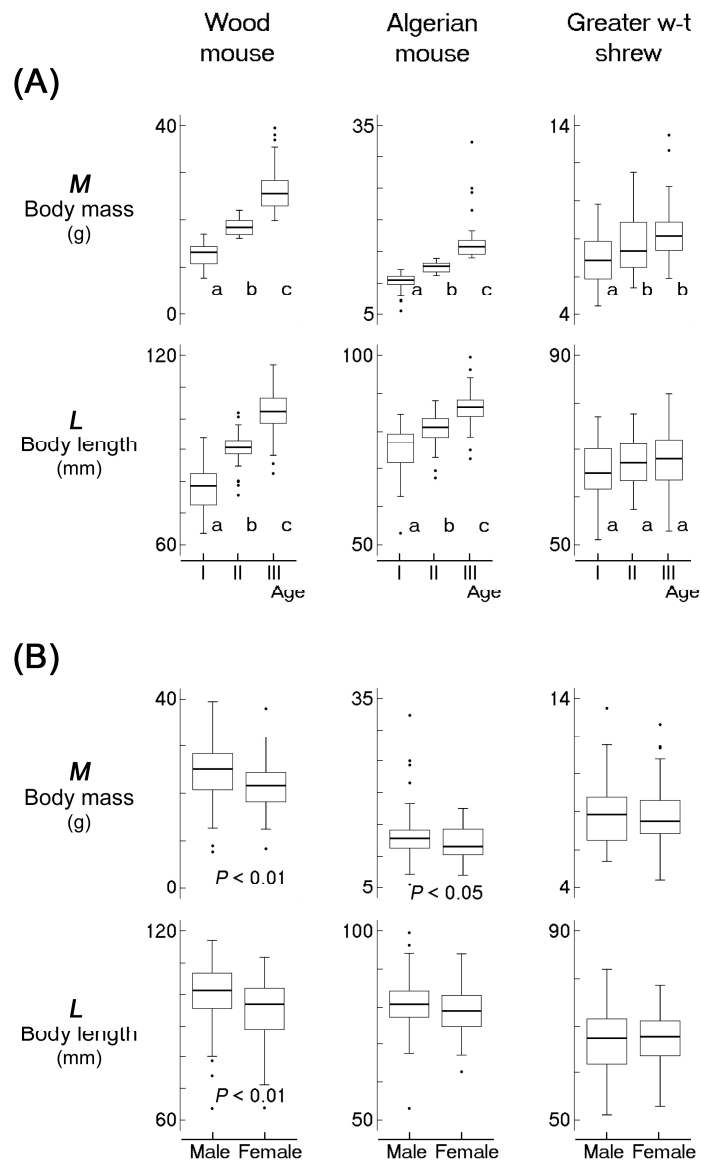 Wood mouse
Algerian mouse
Greater w-t shrew
(A)
M
Body mass
(g)
40
0
a b c
35
5
a b c
14
4
a b b
L
Body length
(mm)
120
60
a b c
100
50
a b c
90
50
a a a
I II III
Age
I II III
Age
I II III
Age
(B)
M
Body mass
(g)
40
0
P < 0.01
35
5
P < 0.05
14
4
L
Body length
(mm)
120
60
P < 0.01
100
50
90
50
Male Female
Male Female
Male Female